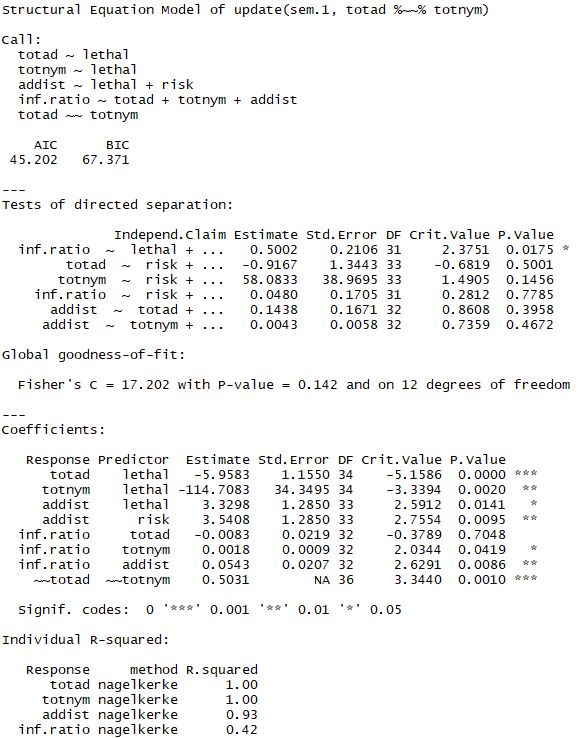 Structural Equation Model of update(sem.1, totad %~~% totnym)
Call:
totad ~ lethal
totnym ~ lethal
addist ~ lethal + risk
inf.ratio ~ totad + totnym + addist
totad ~~ totnym
AIC BIC
45.202 67.371
---
Tests of directed separation:
Independ.Claim Estimate Std.Error DF Crit.Value P.Value
inf.ratio ~ lethal + ... 0.5002 0.2106 31 2.3751 0.0175 *
totad ~ risk + ... -0.9167 1.3443 33 -0.6819 0.5001
totnym ~ risk + ... 58.0833 38.9695 33 1.4905 0.1456
inf.ratio ~ risk + ... 0.0480 0.1705 31 0.2812 0.7785
addist ~ totad + ... 0.1438 0.1671 32 0.8608 0.3958
addist ~ totnym + ... 0.0043 0.0058 32 0.7359 0.4672
Global goodness-of-fit:
Fisher's C = 17.202 with P-value = 0.142 and on 12 degrees of freedom
---
Coefficients:
Response Predictor Estimate Std.Error DF Crit.Value P.Value
totad lethal -5.9583 1.1550 34 -5.1586 0.0000 ***
totnym lethal -114.7083 34.3495 34 -3.3394 0.0020 **
addist lethal 3.3298 1.2850 33 2.5912 0.0141 *
addist risk 3.5408 1.2850 33 2.7554 0.0095 **
inf.ratio totad -0.0083 0.0219 32 -0.3789 0.7048
inf.ratio totnym 0.0018 0.0009 32 2.0344 0.0419 *
inf.ratio addist 0.0543 0.0207 32 2.6291 0.0086 **
~~totad ~~totnym 0.5031 NA 36 3.3440 0.0010 ***
Signif. codes: 0 '***' 0.001 '**' 0.01 '*' 0.05
Individual R-squared:
Response method R.squared
totad nagelkerke 1.00
totnym nagelkerke 1.00
addist nagelkerke 0.93
inf.ratio nagelkerke 0.42